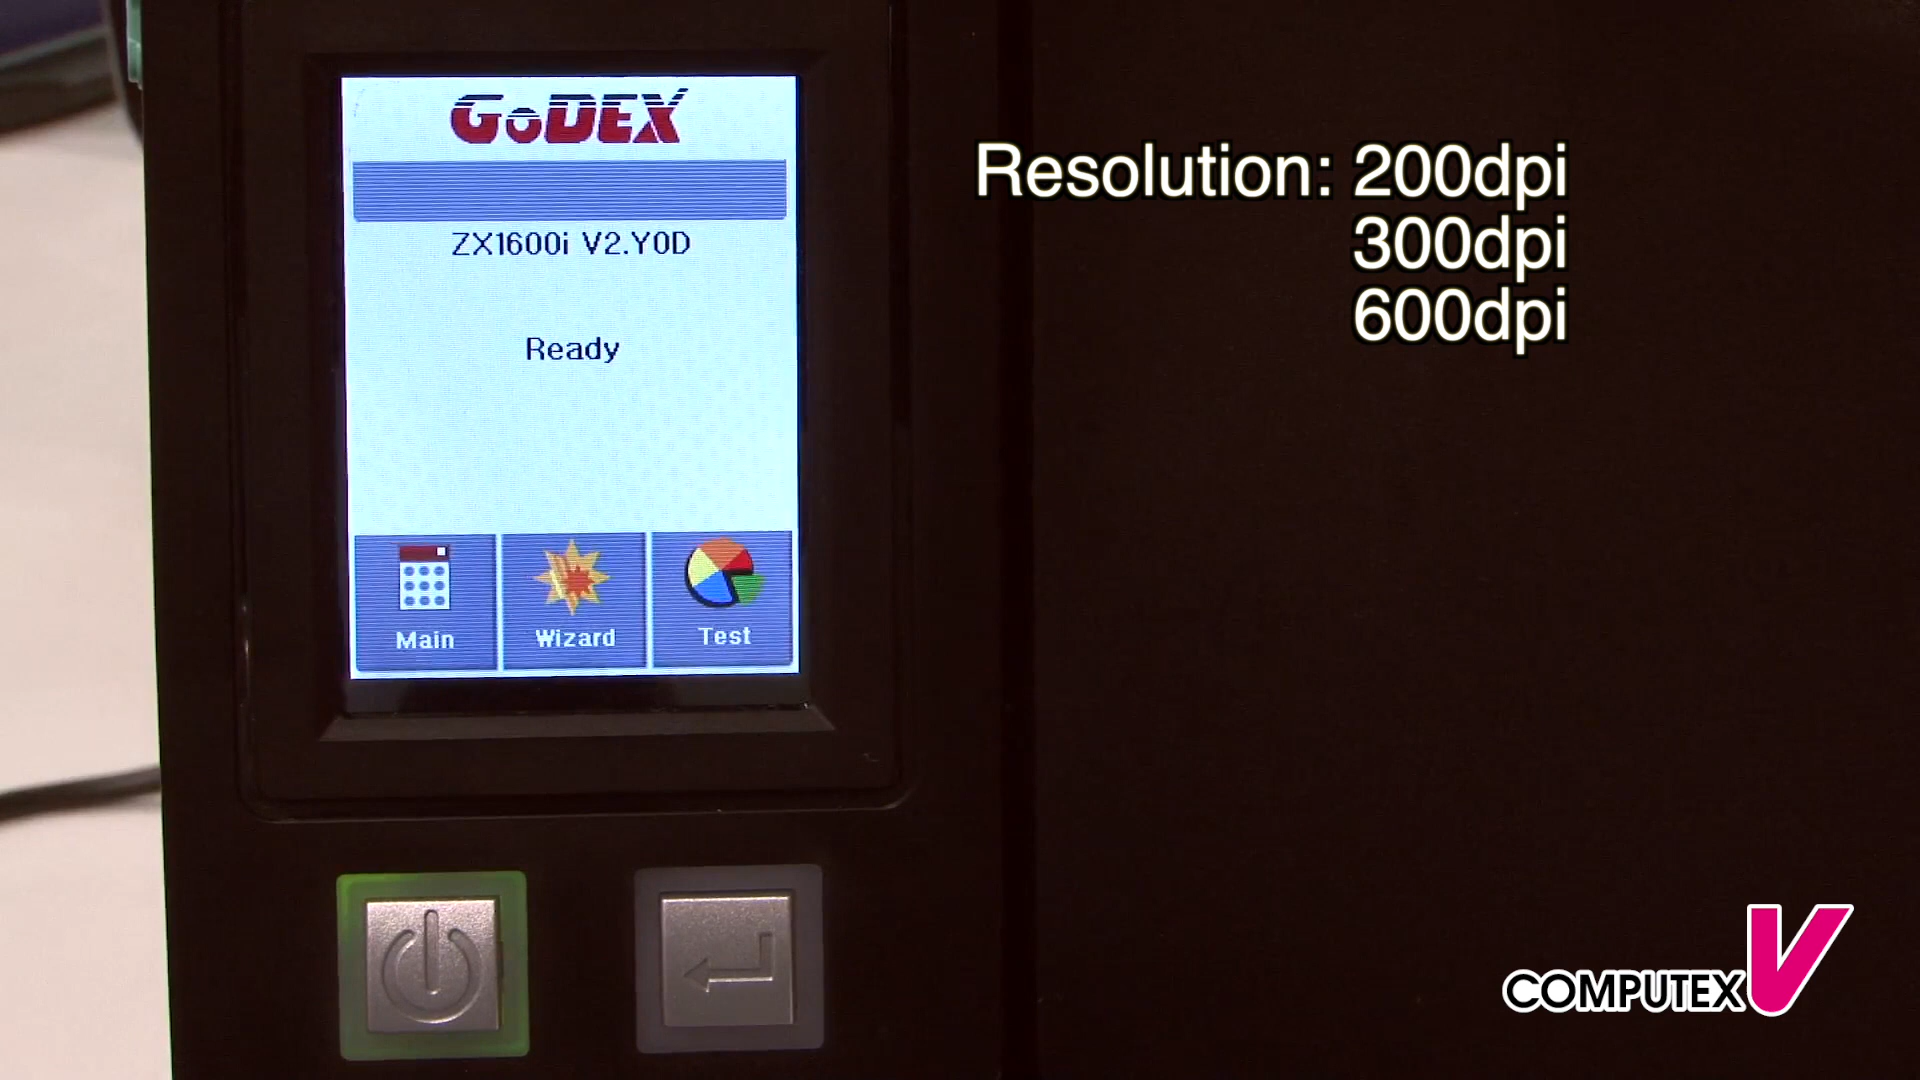 GoDEX
ZX1600i V2.Y0D
Ready
Main
Wizard
Test
Resolution: 200dpi
300dpi
600dpi
COMPUTEX V